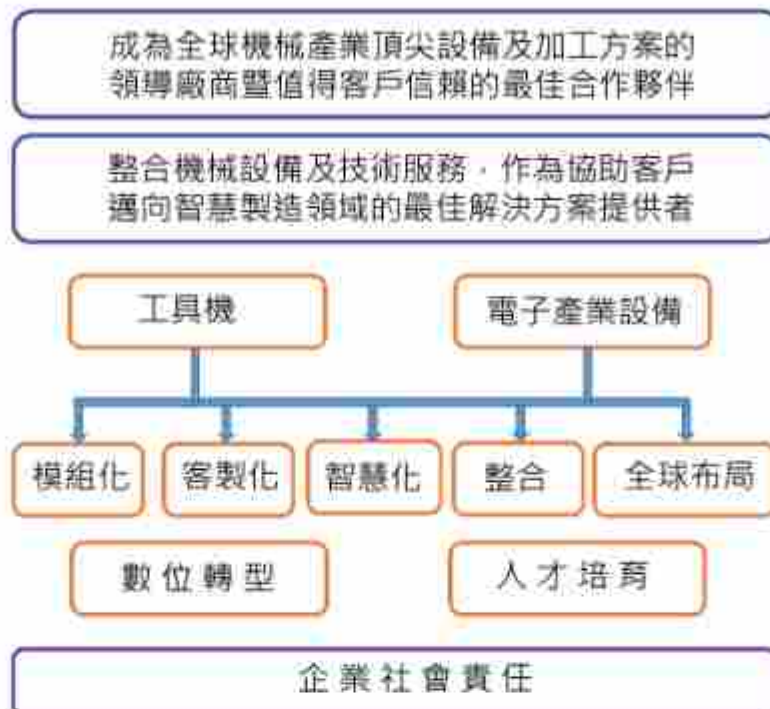 成為全球機械產業頂尖設備及加工方案的
領導廠商暨值得客戶信賴的最佳合作夥伴
整合機械設備及技術服務，作為協助客戶
邁向智慧製造領域的最佳解決方案提供者
工具機
電子產業設備
模組化
客製化
智慧化
整合
全球布局
數位轉型
人才培育
企業社會責任